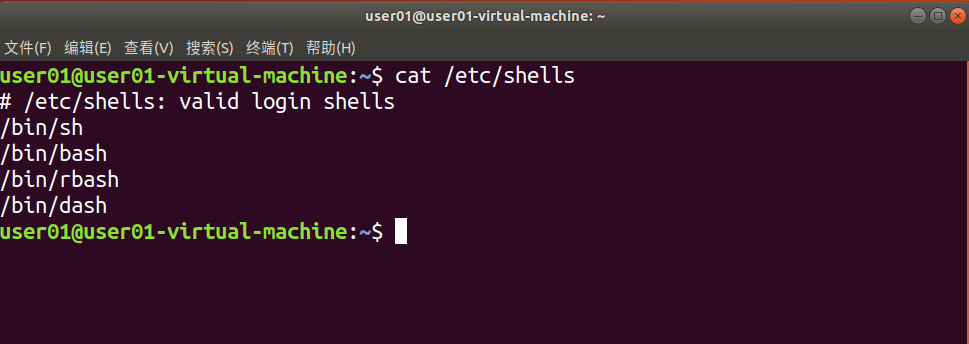 user01@user01-virtual-machine: ~
文件(F) 编辑(E) 查看(V) 搜索(S) 终端(T) 帮助(H)
user01@user01-virtual-machine:~$ cat /etc/shells
# /etc/shells: valid login shells
/bin/sh
/bin/bash
/bin/rbash
/bin/dash
user01@user01-virtual-machine:~$